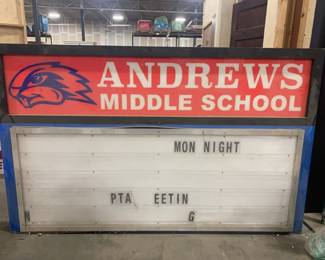 ANDREWS
MIDDLE SCHOOL
MON NIGHT
PTA EETIN
N G